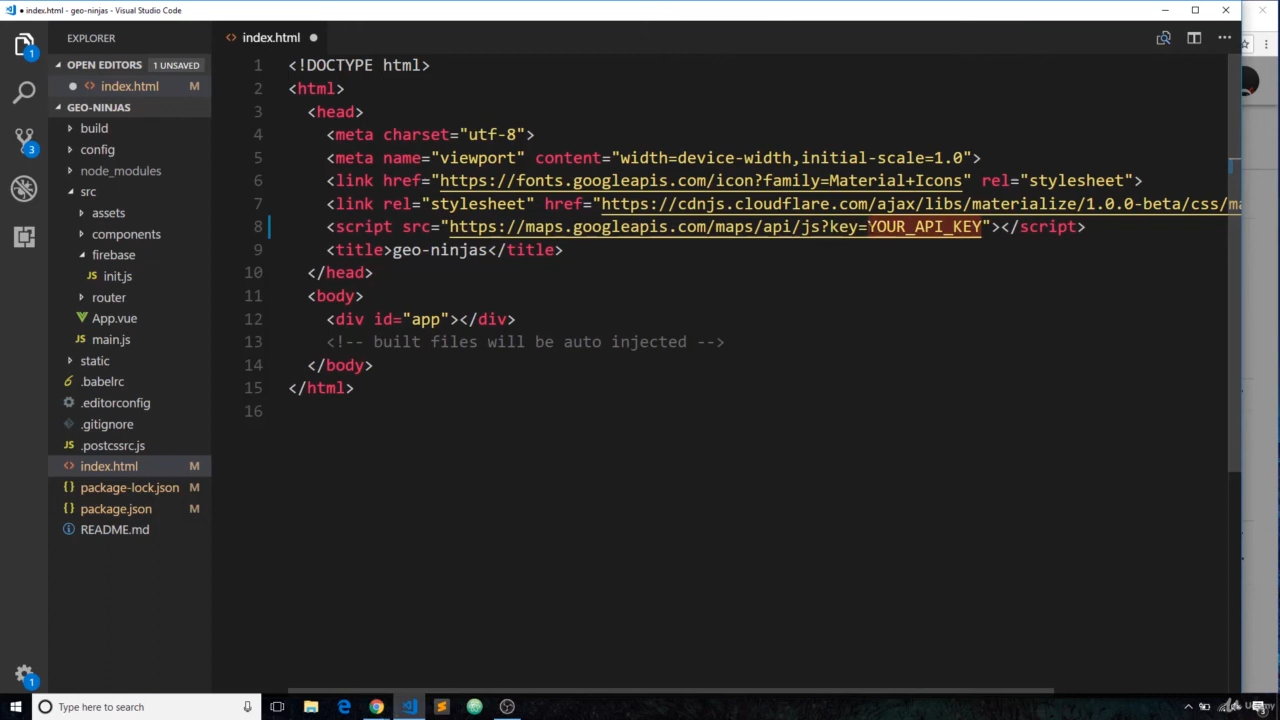 ● index.html - geo-ninjas - Visual Studio Code
EXPLORER
OPEN EDITORS 1 UNSAVED
index.html M
GEO-NINJAS
build
config
node_modules
src
assets
components
firebase
JS init.js
router
App.vue
JS main.js
static
.babelrc
.editorconfig
.gitignore
JS .postcssrc.js
<> index.html M
{} package-lock.json M
{} package.json M
README.md
<> index.html ●
1 <!DOCTYPE html>
2 <html>
3 <head>
4 <meta charset="utf-8">
5 <meta name="viewport" content="width=device-width,initial-scale=1.0">
6 <link href="https://fonts.googleapis.com/icon?family=Material+Icons" rel="stylesheet">
7 <link rel="stylesheet" href="https://cdnjs.cloudflare.com/ajax/libs/materialize/1.0.0-beta/css/ma
8 <script src="https://maps.googleapis.com/maps/api/js?key=YOUR_API_KEY"></script>
9 <title>geo-ninjas</title>
10 </head>
11 <body>
12 <div id="app"></div>
13 <!-- built files will be auto injected -->
14 </body>
15 </html>
16
1
3
1
Type here to search